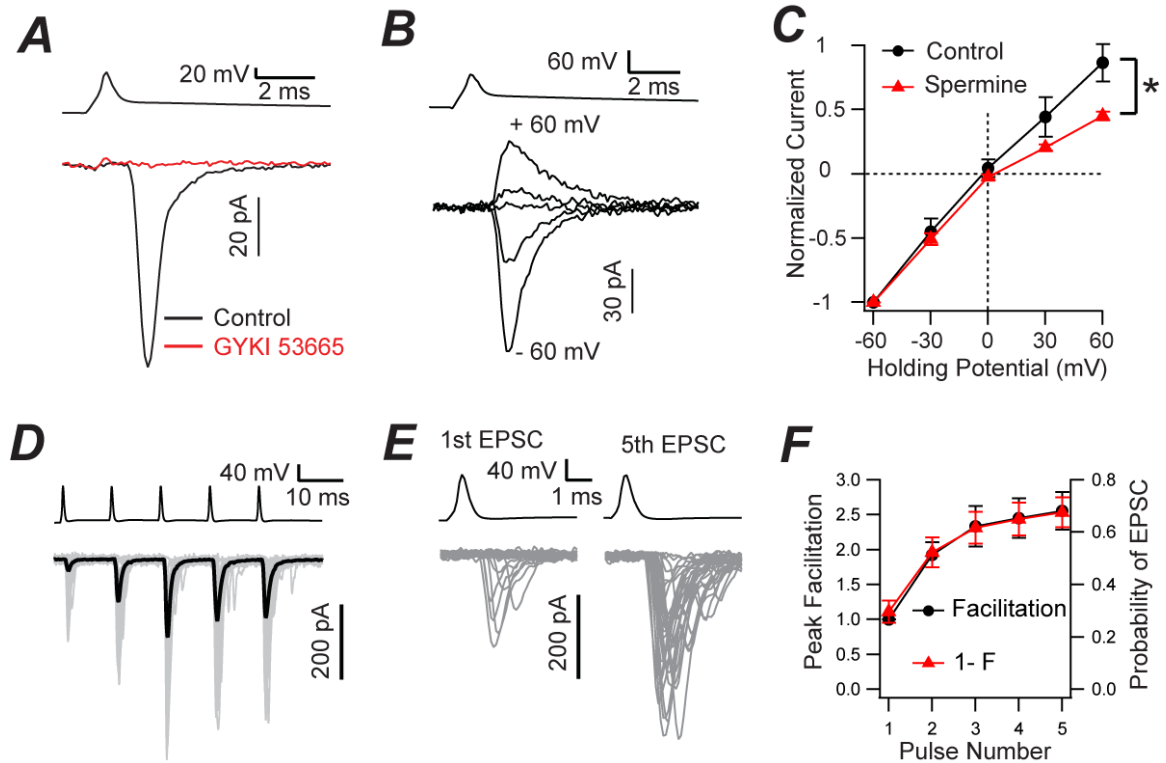 A
20 mV
2 ms
20 pA
Control
GYKI 53665
B
60 mV
2 ms
+ 60 mV
30 pA
- 60 mV
C
Control
Spermine
*
1
0.5
0
-0.5
-1
Normalized Current
-60 -30 0 30 60
Holding Potential (mV)
D
40 mV
10 ms
200 pA
E
1st EPSC
5th EPSC
40 mV
1 ms
200 pA
F
3.0
2.5
2.0
1.5
1.0
0.5
0.0
Peak Facilitation
Facilitation
1- F
0.8
0.6
0.4
0.2
0.0
Probability of EPSC
1 2 3 4 5
Pulse Number